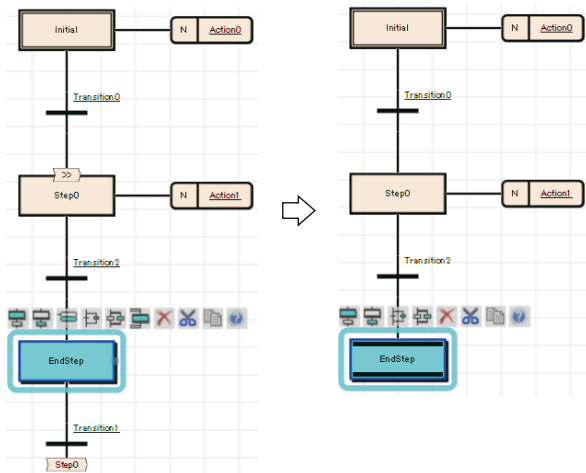 Initial
N
Action0
Transition0
>>
Step0
N
Action1
Transition2
?
EndStep
Transition1
Step0
Initial
N
Action0
Transition0
Step0
N
Action1
Transition2
?
EndStep